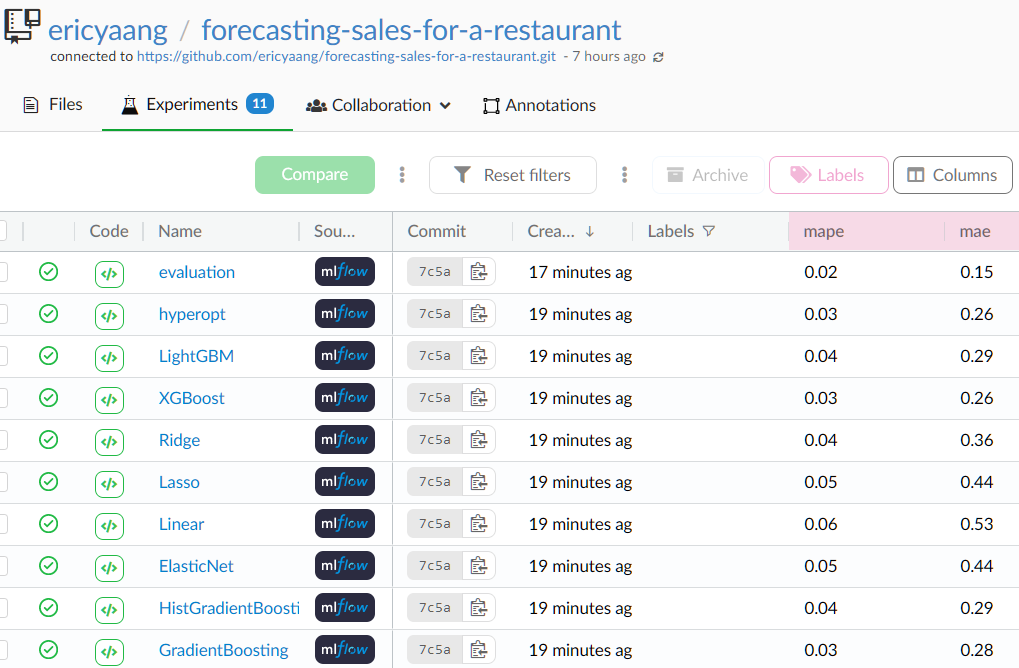 ericyaang / forecasting-sales-for-a-restaurant
connected to https://github.com/ericyaang/forecasting-sales-for-a-restaurant.git - 7 hours ago
Files Experiments 11 Collaboration Annotations
Compare Reset filters Archive Labels Columns
Code Name Sou... Commit Crea... ↓ Labels mape mae
</> evaluation mlflow 7c5a 17 minutes ag 0.02 0.15
</> hyperopt mlflow 7c5a 19 minutes ag 0.03 0.26
</> LightGBM mlflow 7c5a 19 minutes ag 0.04 0.29
</> XGBoost mlflow 7c5a 19 minutes ag 0.03 0.26
</> Ridge mlflow 7c5a 19 minutes ag 0.04 0.36
</> Lasso mlflow 7c5a 19 minutes ag 0.05 0.44
</> Linear mlflow 7c5a 19 minutes ag 0.06 0.53
</> ElasticNet mlflow 7c5a 19 minutes ag 0.05 0.44
</> HistGradientBoosti mlflow 7c5a 19 minutes ag 0.04 0.29
</> GradientBoosting mlflow 7c5a 19 minutes ag 0.03 0.28